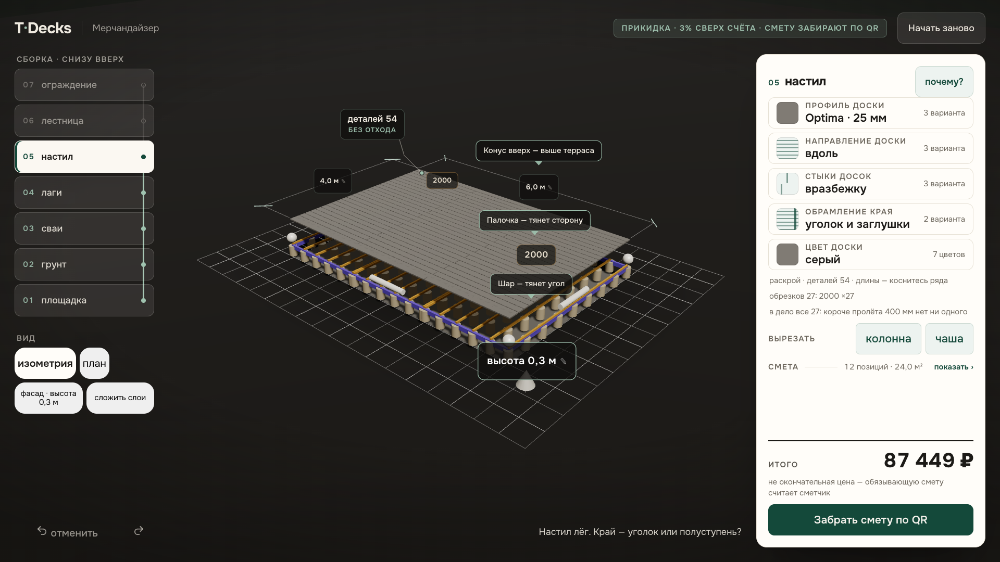 T·Decks
Мерчандайзер
ПРИКИДКА · 3% СВЕРХ СЧЁТА · СМЕТУ ЗАБИРАЮТ ПО QR
Начать заново
СБОРКА · СНИЗУ ВВЕРХ
07 ограждение
06 лестница
05 настил
04 лаги
03 сваи
02 грунт
01 площадка
ВИД
изометрия
план
фасад · высота
0,3 м
сложить слои
отменить
деталей 54
БЕЗ ОТХОДА
Конус вверх — выше терраса
4,0 м
2000
6,0 м
Палочка — тянет сторону
2000
Шар — тянет угол
высота 0,3 м
Настил лёг. Край — уголок или полуступень?
05 настил
почему?
ПРОФИЛЬ ДОСКИ
Optima · 25 мм
3 варианта
НАПРАВЛЕНИЕ ДОСКИ
вдоль
3 варианта
СТЫКИ ДОСОК
вразбежку
3 варианта
ОБРАМЛЕНИЕ КРАЯ
уголок и заглушки
2 варианта
ЦВЕТ ДОСКИ
серый
7 цветов
раскрой · деталей 54 · длины — коснитесь ряда
обрезков 27: 2000 ×27
в дело все 27: короче пролёта 400 мм нет ни одного
ВЫРЕЗАТЬ
колонна
чаша
СМЕТА
12 позиций · 24,0 м²
показать ›
ИТОГО
87 449 ₽
не окончательная цена — обязывающую смету
считает сметчик
Забрать смету по QR